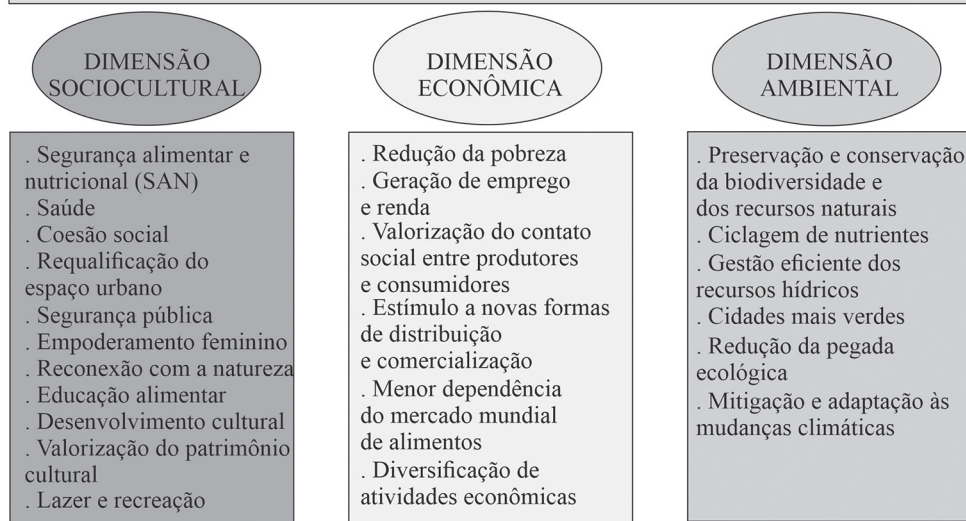 DIMENSÃO
SOCIOCULTURAL
. Segurança alimentar e
nutricional (SAN)
. Saúde
. Coesão social
. Requalificação do
espaço urbano
. Segurança pública
. Empoderamento feminino
. Reconexão com a natureza
. Educação alimentar
. Desenvolvimento cultural
. Valorização do patrimônio
cultural
. Lazer e recreação
DIMENSÃO
ECONÔMICA
. Redução da pobreza
. Geração de emprego
e renda
. Valorização do contato
social entre produtores
e consumidores
. Estímulo a novas formas
de distribuição
e comercialização
. Menor dependência
do mercado mundial
de alimentos
. Diversificação de
atividades econômicas
DIMENSÃO
AMBIENTAL
. Preservação e conservação
da biodiversidade e
dos recursos naturais
. Ciclagem de nutrientes
. Gestão eficiente dos
recursos hídricos
. Cidades mais verdes
. Redução da pegada
ecológica
. Mitigação e adaptação às
mudanças climáticas